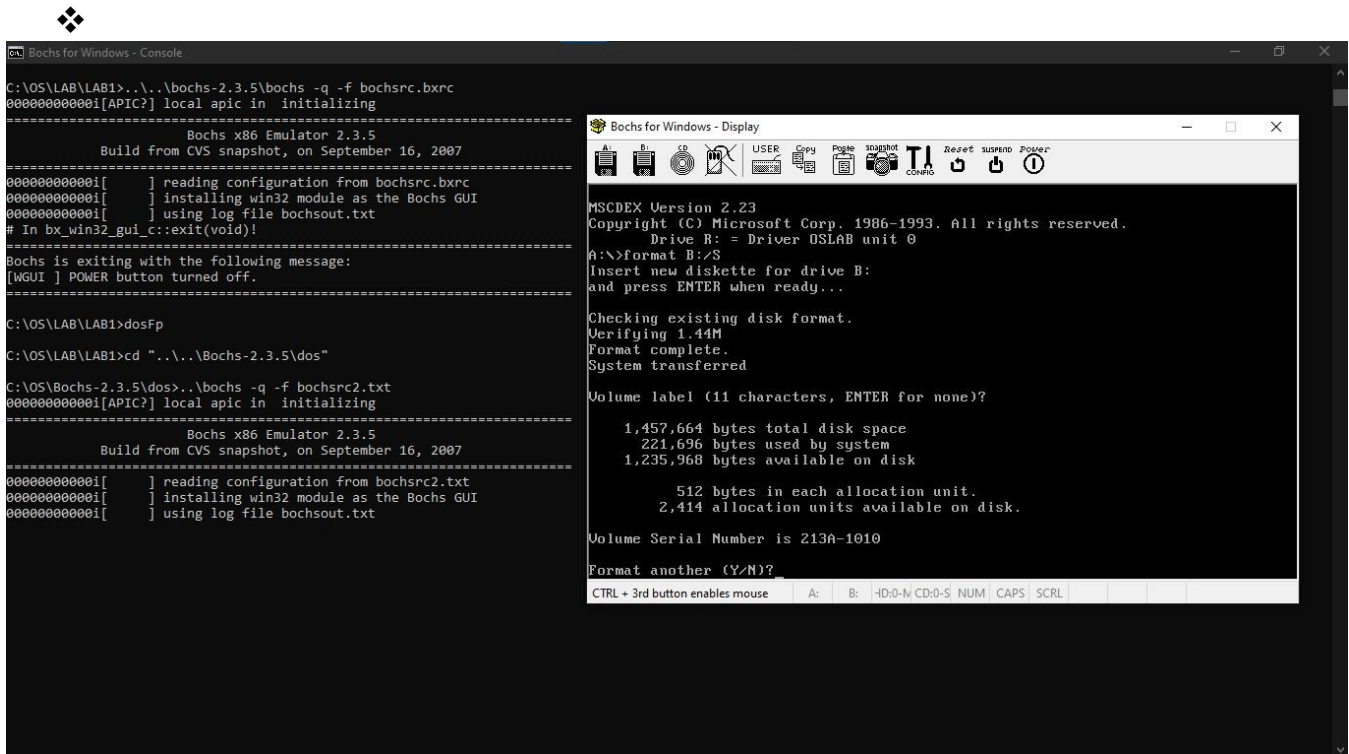 Bochs for Windows - Console
C:\OS\LAB\LAB1>..\..\bochs-2.3.5\bochs -q -f bochsrc.bxrc
00000000000i[APIC?] local apic in  initializing
========================================================================
Bochs x86 Emulator 2.3.5
Build from CVS snapshot, on September 16, 2007
========================================================================
00000000000i[     ] reading configuration from bochsrc.bxrc
00000000000i[     ] installing win32 module as the Bochs GUI
00000000000i[     ] using log file bochsout.txt
# In bx_win32_gui_c::exit(void)!
========================================================================
Bochs is exiting with the following message:
[WGUI ] POWER button turned off.
========================================================================
C:\OS\LAB\LAB1>dosFp
C:\OS\LAB\LAB1>cd "..\..\Bochs-2.3.5\dos"
C:\OS\Bochs-2.3.5\dos>..\bochs -q -f bochsrc2.txt
00000000000i[APIC?] local apic in  initializing
========================================================================
Bochs x86 Emulator 2.3.5
Build from CVS snapshot, on September 16, 2007
========================================================================
00000000000i[     ] reading configuration from bochsrc2.txt
00000000000i[     ] installing win32 module as the Bochs GUI
00000000000i[     ] using log file bochsout.txt
Bochs for Windows - Display
A: B: CD USER Copy Paste snapshot CONFIG Reset SUSPEND Power
MSCDEX Version 2.23
Copyright (C) Microsoft Corp. 1986-1993. All rights reserved.
Drive R: = Driver OSLAB unit 0
A:\>format B:/S
Insert new diskette for drive B:
and press ENTER when ready...
Checking existing disk format.
Verifying 1.44M
Format complete.
System transferred
Volume label (11 characters, ENTER for none)?
1,457,664 bytes total disk space
221,696 bytes used by system
1,235,968 bytes available on disk
512 bytes in each allocation unit.
2,414 allocation units available on disk.
Volume Serial Number is 213A-1010
Format another (Y/N)?_
CTRL + 3rd button enables mouse A: B: HD:0-M CD:0-S NUM CAPS SCRL